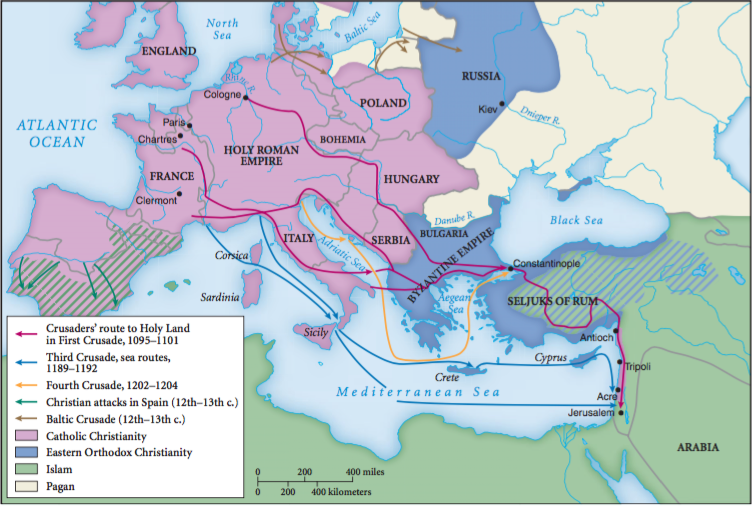 North
Sea
Baltic Sea
ENGLAND
RUSSIA
Rhine R.
Cologne
POLAND
Kiev
Dnieper R.
ATLANTIC
OCEAN
Paris
Chartres
BOHEMIA
HOLY ROMAN
EMPIRE
FRANCE
HUNGARY
Clermont
Danube R.
Black Sea
BULGARIA
ITALY
SERBIA
Adriatic Sea
Corsica
BYZANTINE EMPIRE
Constantinople
Sardinia
Aegean
Sea
SELJUKS OF RUM
Sicily
Antioch
Cyprus
Tripoli
Crete
Mediterranean Sea
Acre
Jerusalem
ARABIA
Crusaders' route to Holy Land
in First Crusade, 1095–1101
Third Crusade, sea routes,
1189–1192
Fourth Crusade, 1202–1204
Christian attacks in Spain (12th–13th c.)
Baltic Crusade (12th–13th c.)
Catholic Christianity
Eastern Orthodox Christianity
Islam
Pagan
0 200 400 miles
0 200 400 kilometers